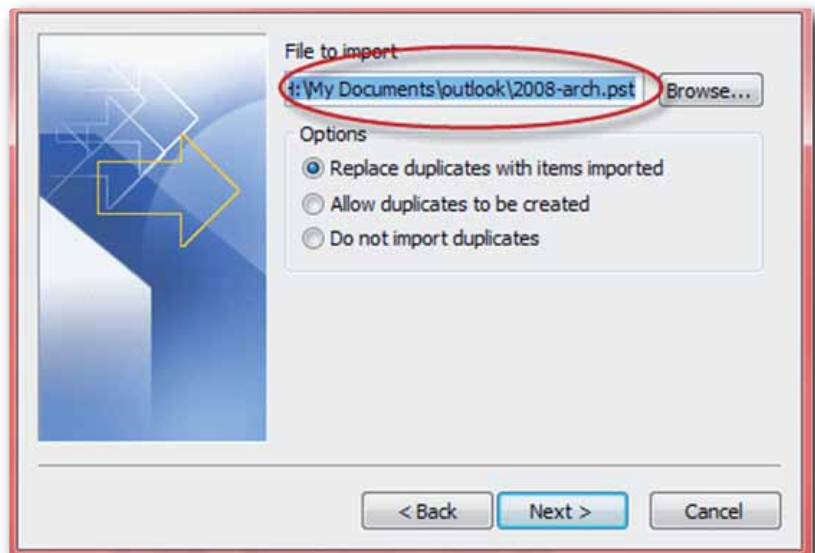 File to import
H:\My Documents\outlook\2008-arch.pst
Browse...
Options
Replace duplicates with items imported
Allow duplicates to be created
Do not import duplicates
< Back
Next >
Cancel